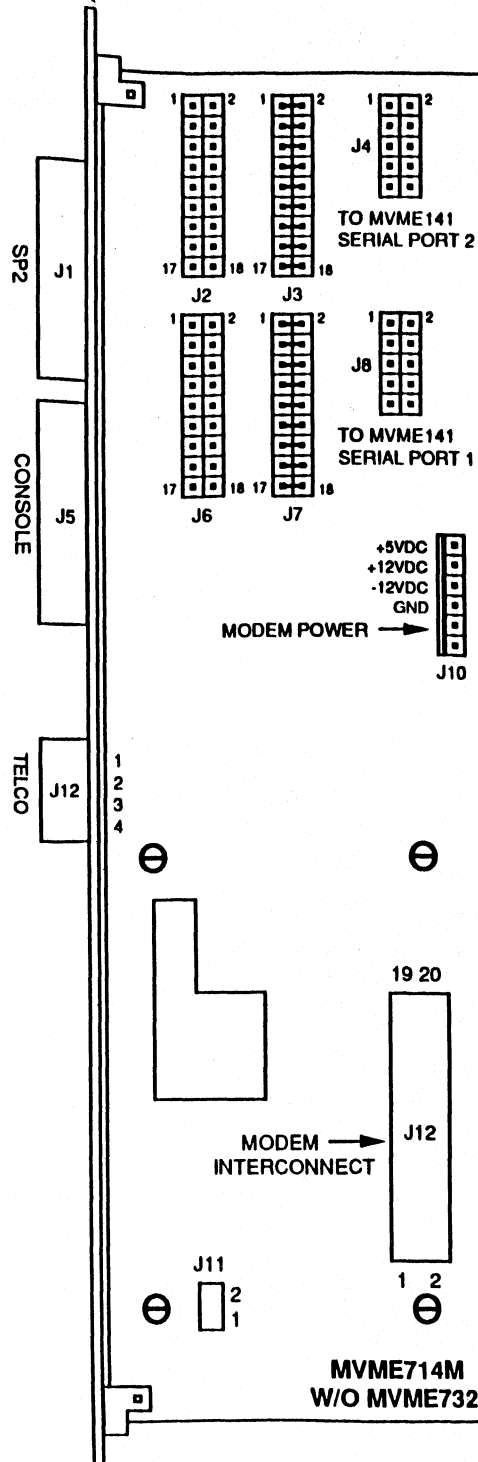 1 2 1 2 1 2
J4
TO MVME141
SERIAL PORT 2
SP2
J1
17 18 17 18
J2 J3
1 2 1 2 1 2
J8
TO MVME141
SERIAL PORT 1
CONSOLE
J5
17 18 17 18
J6 J7
+5VDC
+12VDC
-12VDC
GND
MODEM POWER
J10
TELCO
J12
1
2
3
4
19 20
MODEM
INTERCONNECT
J12
J11
2
1
1 2
MVME714M
W/O MVME732